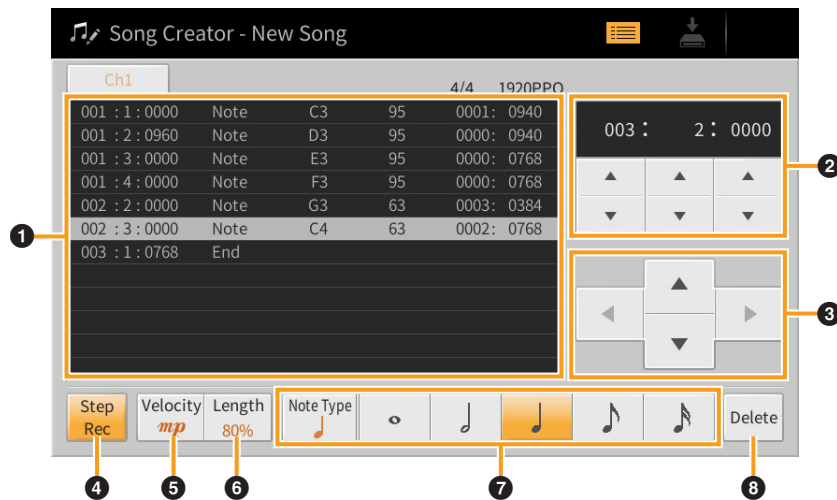 Song Creator - New Song
Ch1
4/4 1920PPQ
001 :1:0000 Note C3 95 0001: 0940
001 :2:0960 Note D3 95 0000: 0940
001 :3:0000 Note E3 95 0000: 0768
001 :4:0000 Note F3 95 0000: 0768
002 :2:0000 Note G3 63 0003: 0384
002 :3:0000 Note C4 63 0002: 0768
003 :1:0768 End
003 : 2 : 0000
1
2
3
Step Rec
Velocity
mp
Length
80%
Note Type
Delete
4
5
6
7
8